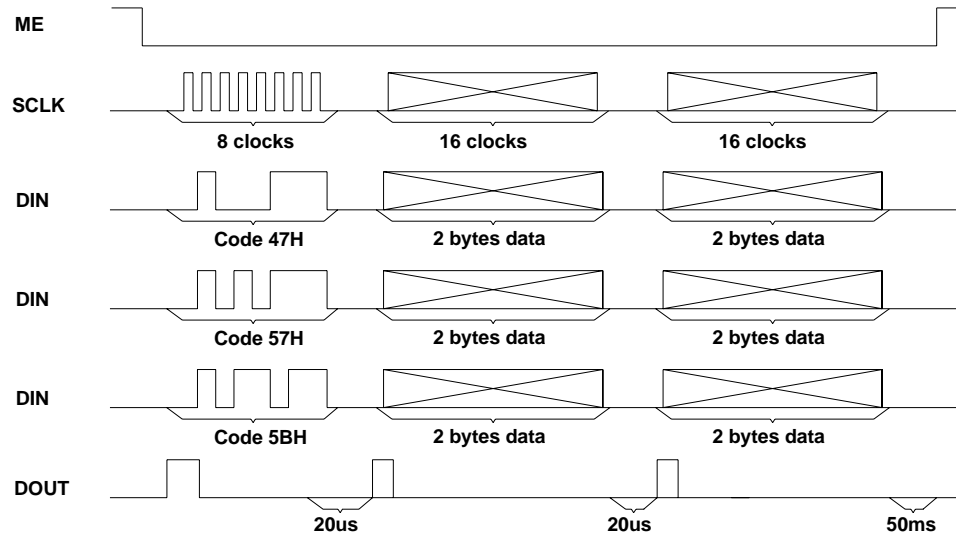 ME
SCLK
8 clocks 16 clocks 16 clocks
DIN
Code 47H 2 bytes data 2 bytes data
DIN
Code 57H 2 bytes data 2 bytes data
DIN
Code 5BH 2 bytes data 2 bytes data
DOUT
20us 20us 50ms